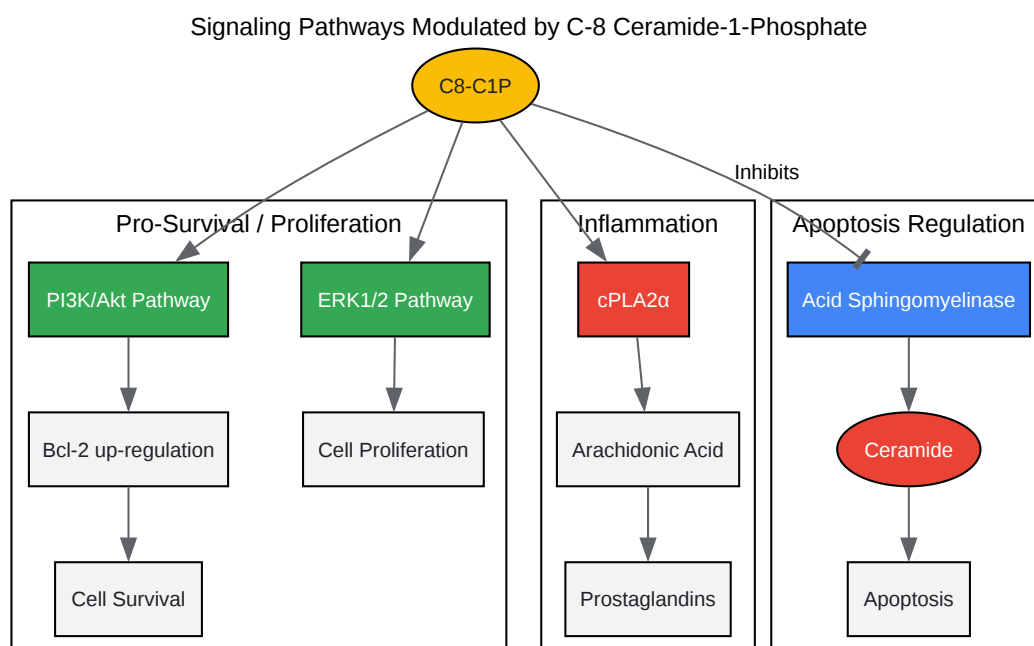 Signaling Pathways Modulated by C-8 Ceramide-1-Phosphate
C8-C1P
Inhibits
Pro-Survival / Proliferation
Inflammation
Apoptosis Regulation
PI3K/Akt Pathway
ERK1/2 Pathway
cPLA2α
Acid Sphingomyelinase
Bcl-2 up-regulation
Cell Proliferation
Arachidonic Acid
Ceramide
Cell Survival
Prostaglandins
Apoptosis